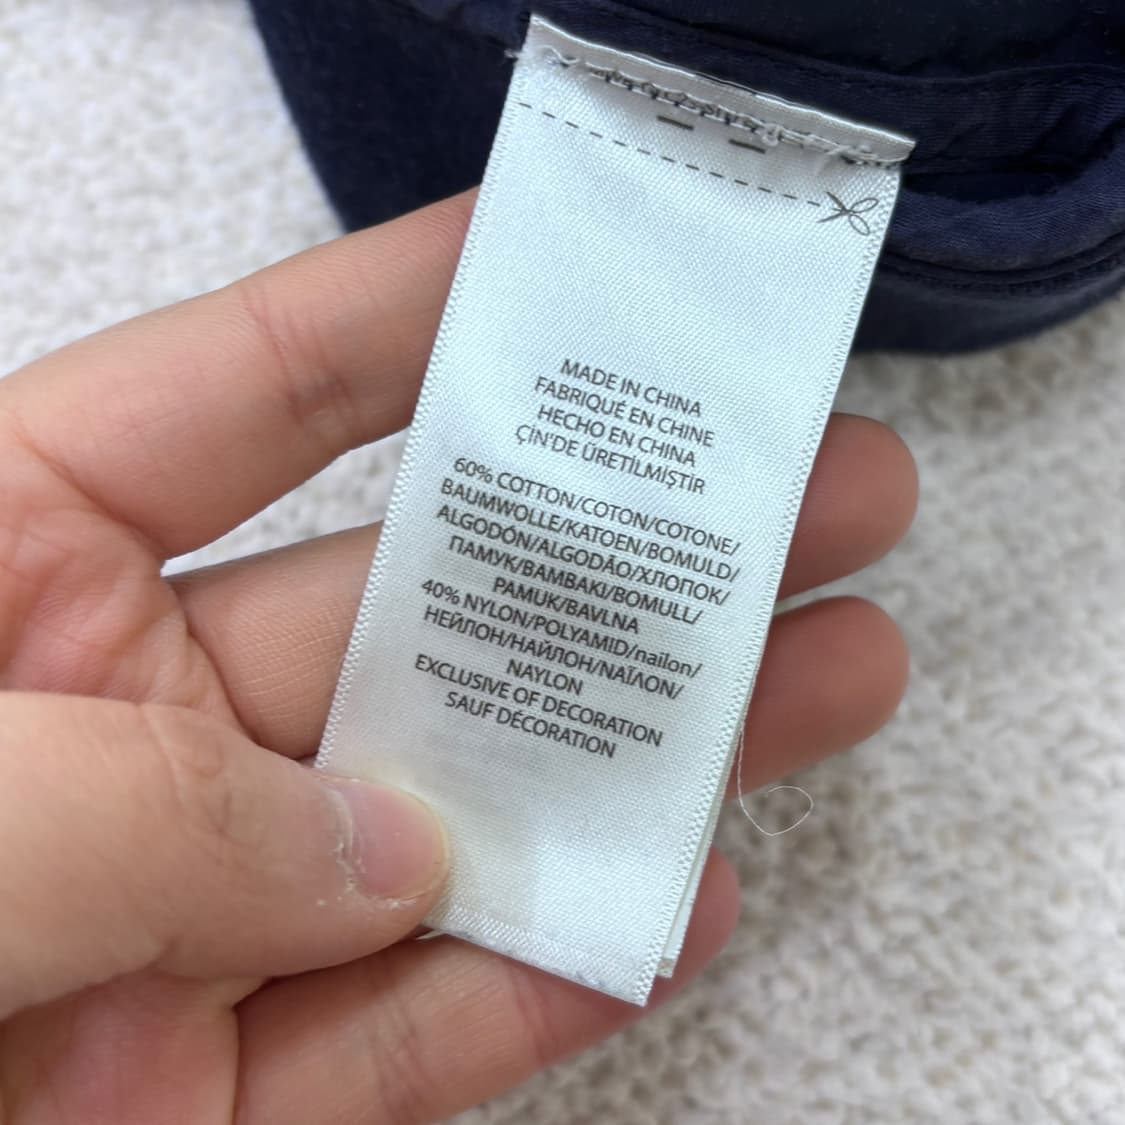 MADE IN CHINA
FABRIQUÉ EN CHINE
HECHO EN CHINA
ÇİN'DE ÜRETİLMİŞTİR
60% COTTON/COTON/COTONE/
BAUMWOLLE/KATOEN/BOMULD/
ALGODÓN/ALGODÃO/ХЛОПОК/
ПАМУК/ΒΑΜΒΑΚΙ/BOMULL/
PAMUK/BAVLNA
40% NYLON/POLYAMID/naïlon/
НЕЙЛОН/НАЙЛОН/ΝΑΪΛΟΝ/
NAYLON
EXCLUSIVE OF DECORATION
SAUF DÉCORATION